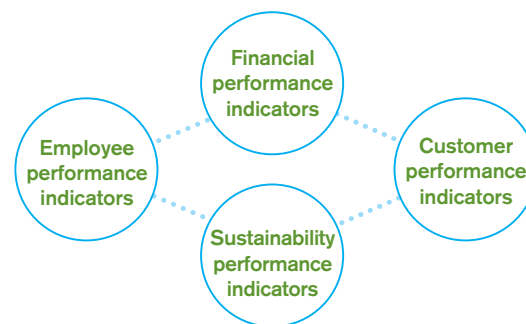 Financial
performance
indicators
Employee
performance
indicators
Customer
performance
indicators
Sustainability
performance
indicators